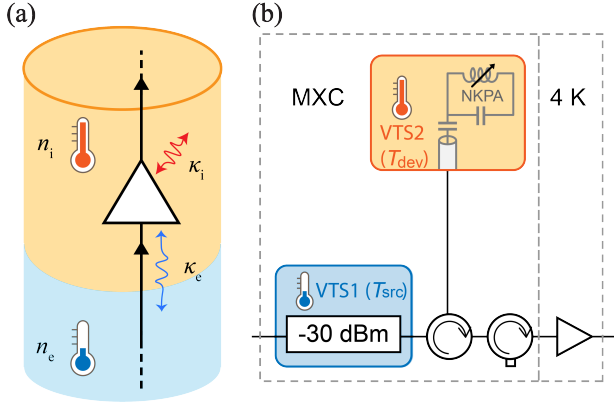 (a)
n_i
κ_i
κ_e
n_e
(b)
MXC
4 K
NKPA
VTS2
(T_dev)
VTS1 (T_src)
-30 dBm